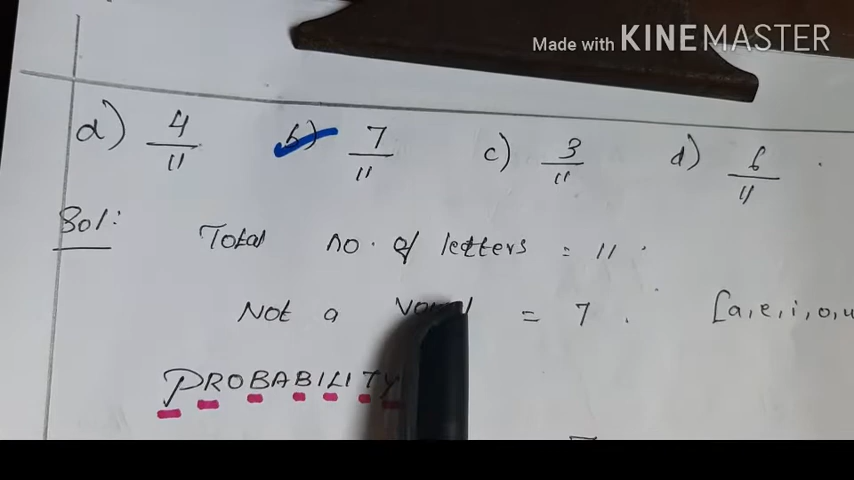 Made with KINEMASTER
a) 4/11 b) 7/11 c) 3/11 d) 6/11 .
Sol:
Total no. of letters = 11 .
Not a = 7 . [a, e, i, o, u
PROBABILITY